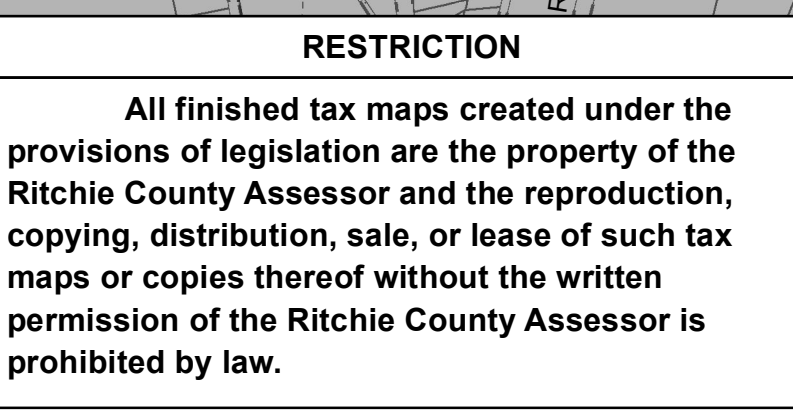 RESTRICTION
All finished tax maps created under the
provisions of legislation are the property of the
Ritchie County Assessor and the reproduction,
copying, distribution, sale, or lease of such tax
maps or copies thereof without the written
permission of the Ritchie County Assessor is
prohibited by law.